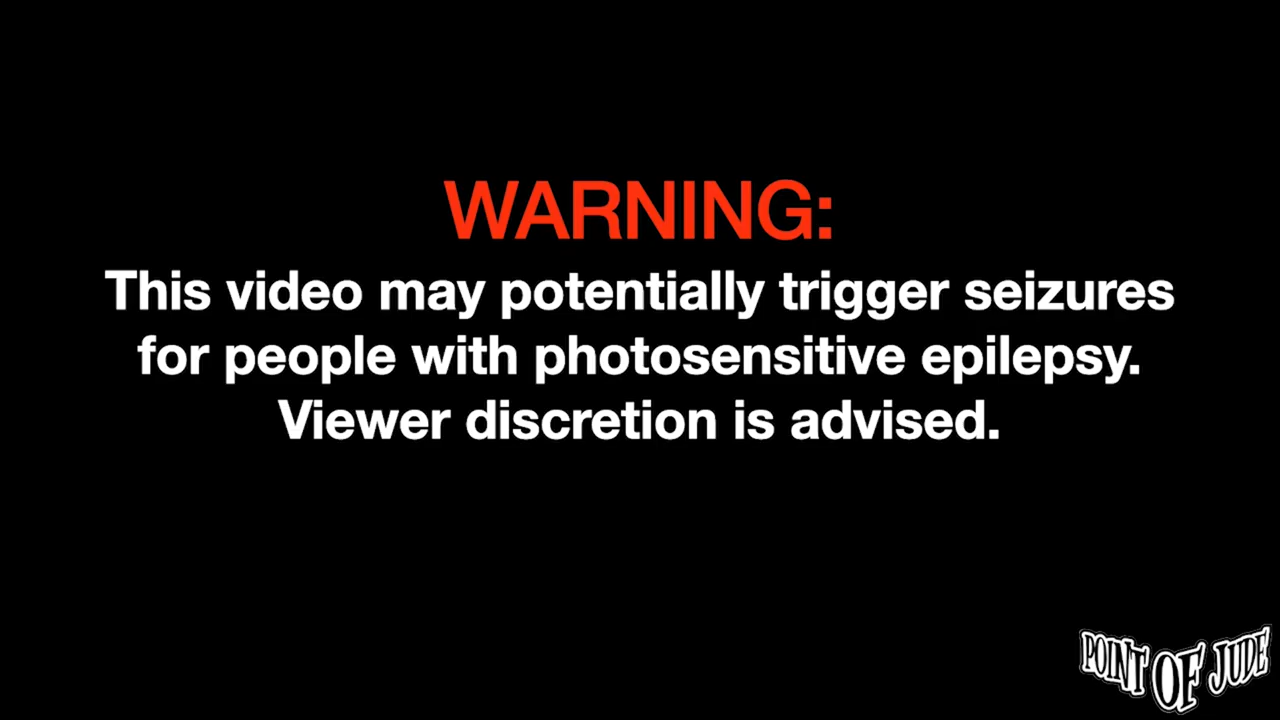 WARNING:
This video may potentially trigger seizures
for people with photosensitive epilepsy.
Viewer discretion is advised.
POINT OF JUDE